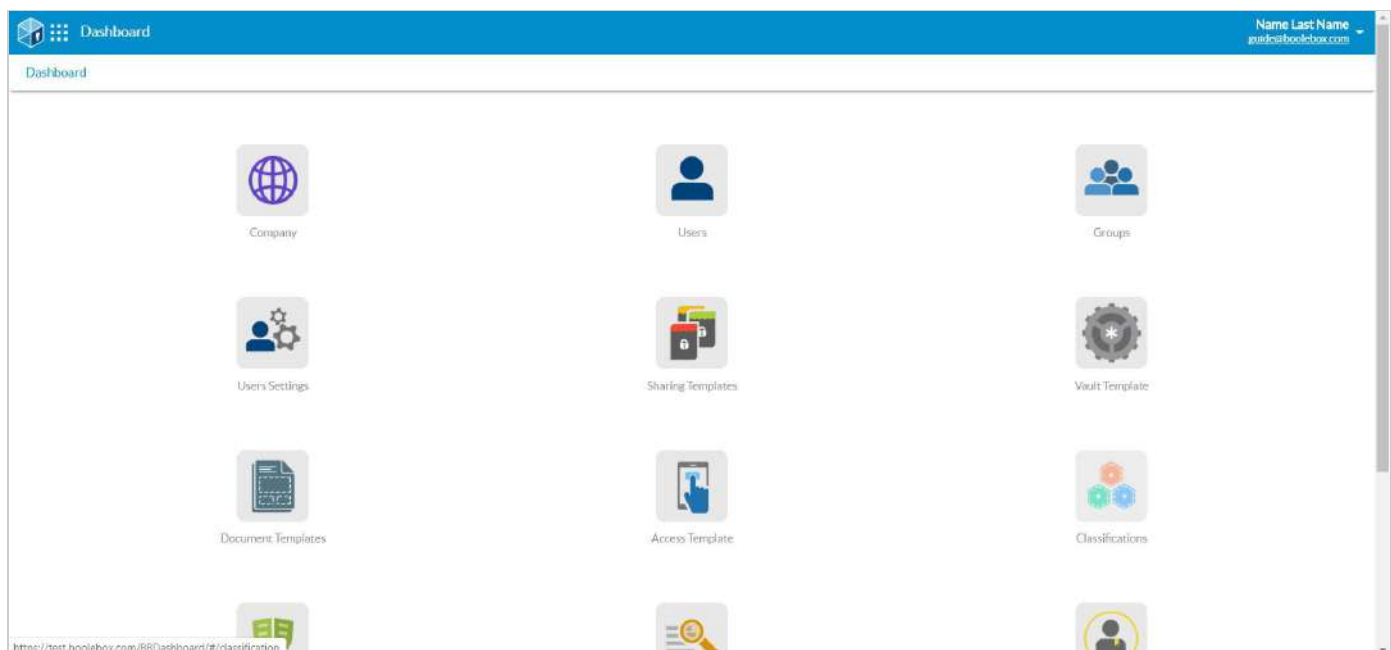 Dashboard
Name Last Name
guide@boolebox.com
Dashboard
Company
Users
Groups
Users Settings
Sharing Templates
Vault Template
Document Templates
Access Template
Classifications
https://test.boolebox.com/BBDashboard/#/classification